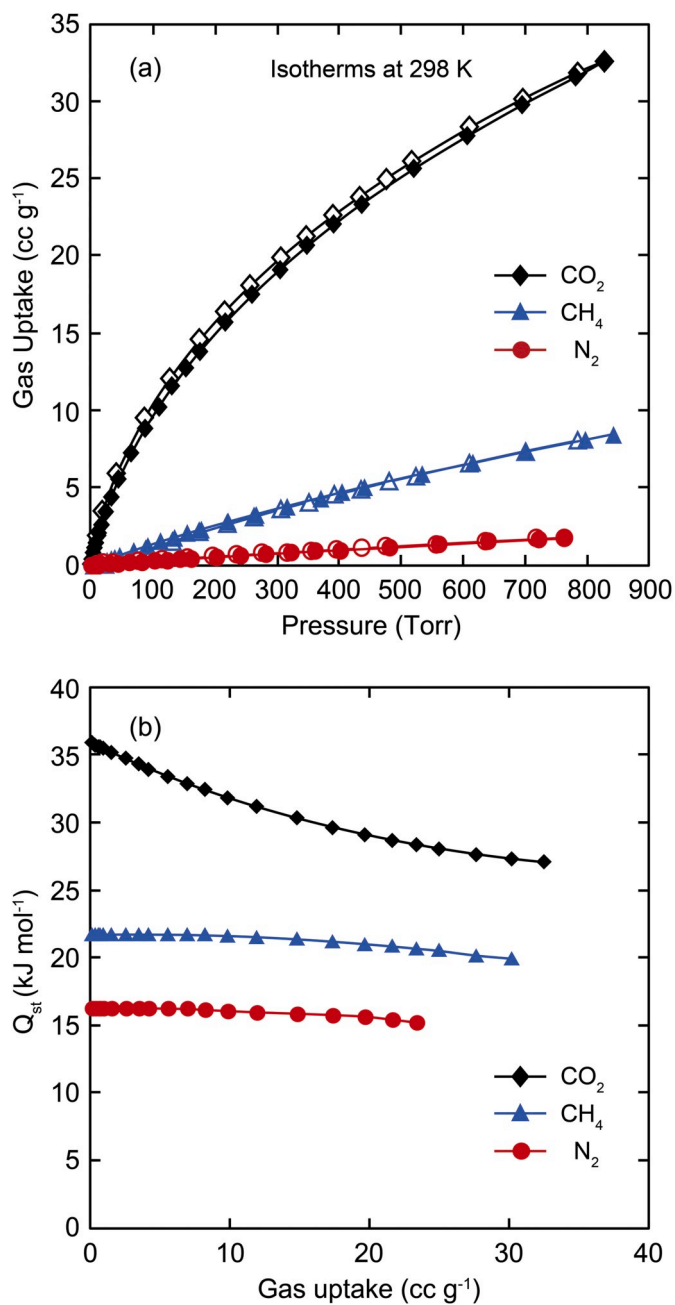 35
(a)
Isotherms at 298 K
30
25
20
15
10
5
0
Gas Uptake (cc g⁻¹)
CO₂
CH₄
N₂
0 100 200 300 400 500 600 700 800 900
Pressure (Torr)
40
(b)
35
30
25
20
15
10
5
0
Qst (kJ mol⁻¹)
CO₂
CH₄
N₂
0 10 20 30 40
Gas uptake (cc g⁻¹)